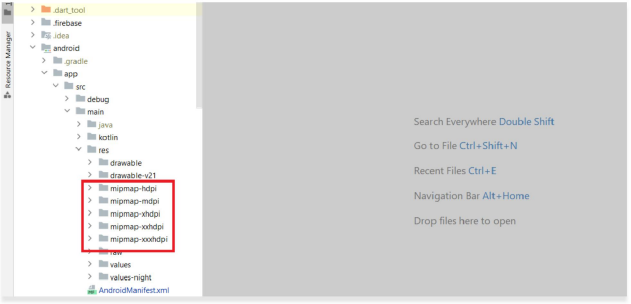 .dart_tool
.firebase
.idea
android
.gradle
app
src
debug
main
java
kotlin
res
drawable
drawable-v21
mipmap-hdpi
mipmap-mdpi
mipmap-xhdpi
mipmap-xxhdpi
mipmap-xxxhdpi
raw
values
values-night
AndroidManifest.xml
Resource Manager
Search Everywhere Double Shift
Go to File Ctrl+Shift+N
Recent Files Ctrl+E
Navigation Bar Alt+Home
Drop files here to open